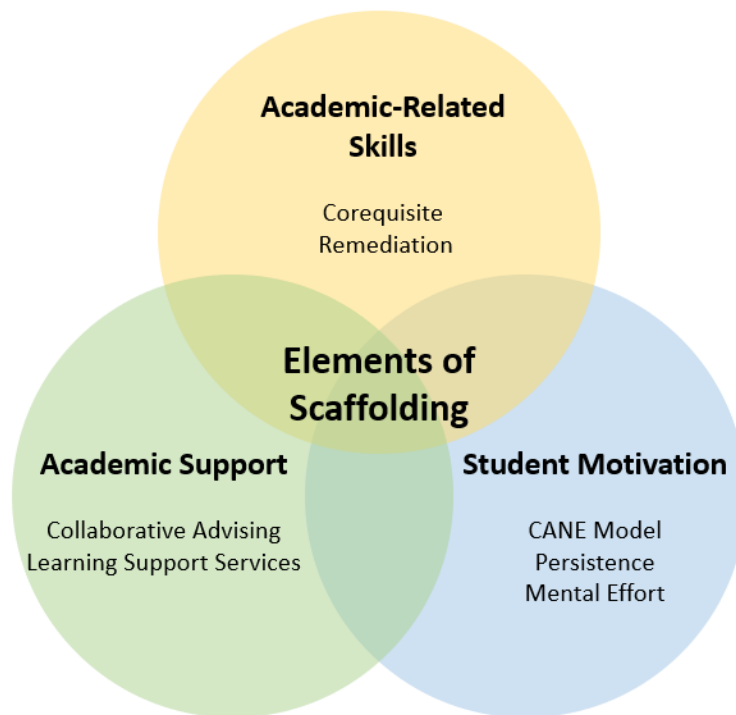 Academic-Related
Skills
Corequisite
Remediation
Elements of
Scaffolding
Academic Support
Collaborative Advising
Learning Support Services
Student Motivation
CANE Model
Persistence
Mental Effort